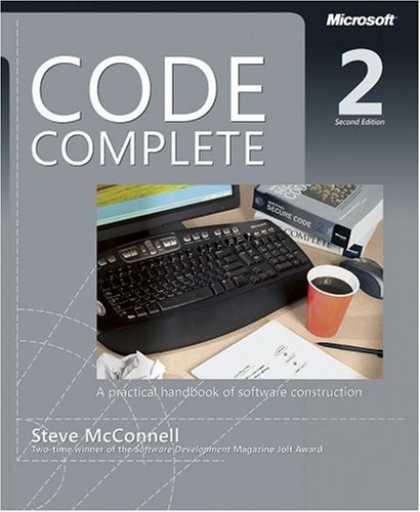 Microsoft
2
Second Edition
CODE
COMPLETE
SECURE CODE
COMPLETE
A practical handbook of software construction
Steve McConnell
Two-time winner of the Software Development Magazine Jolt Award